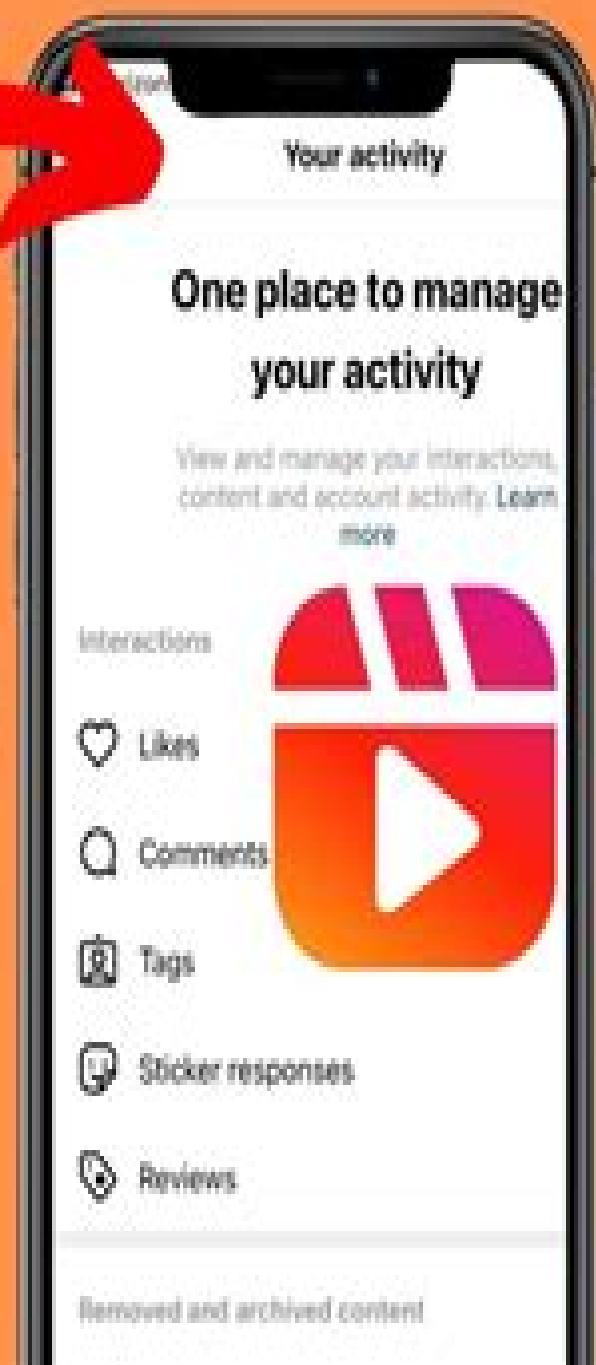 Your activity
One place to manage
your activity
View and manage your interactions,
content and account activity. Learn
more
Interactions
Likes
Comments
Tags
Sticker responses
Reviews
Removed and archived content